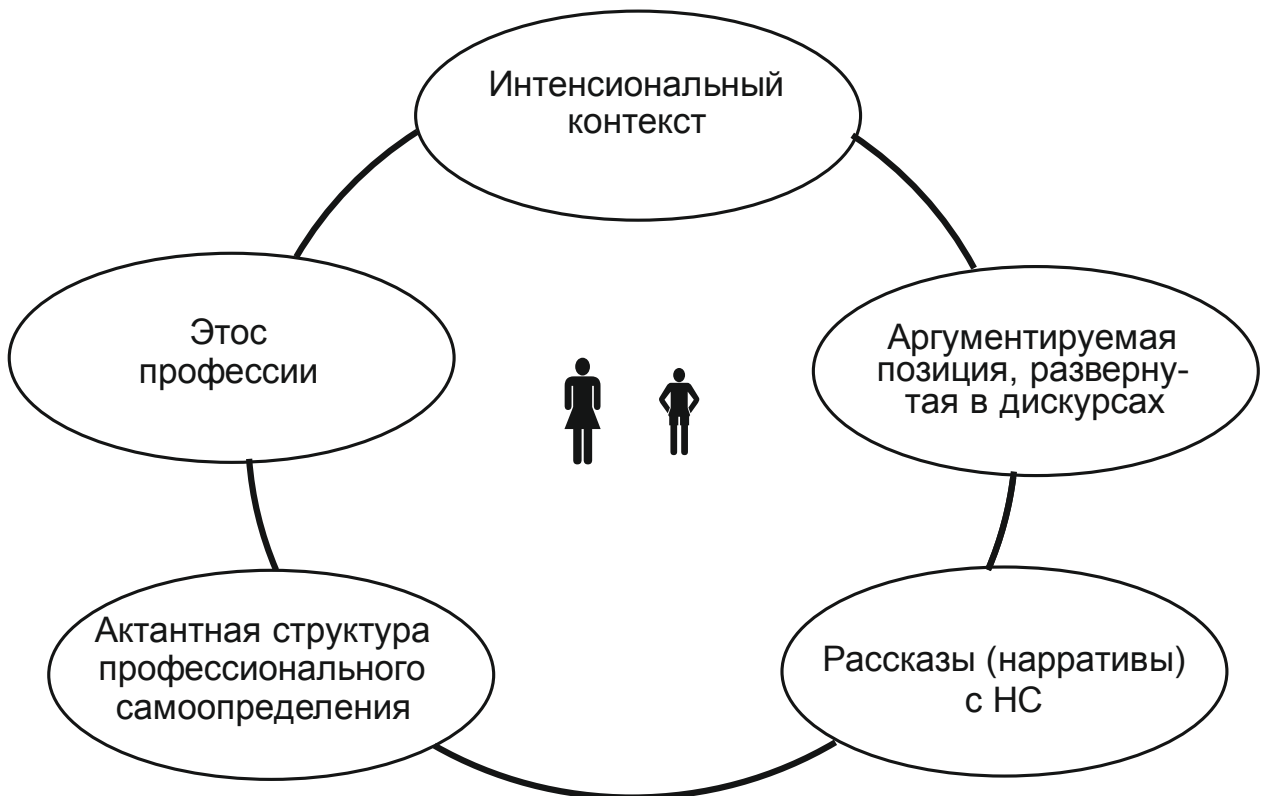 Интенсиональный
контекст
Этос
профессии
Аргументируемая
позиция, разверну-
тая в дискурсах
Актантная структура
профессионального
самоопределения
Рассказы (нарративы)
с НС